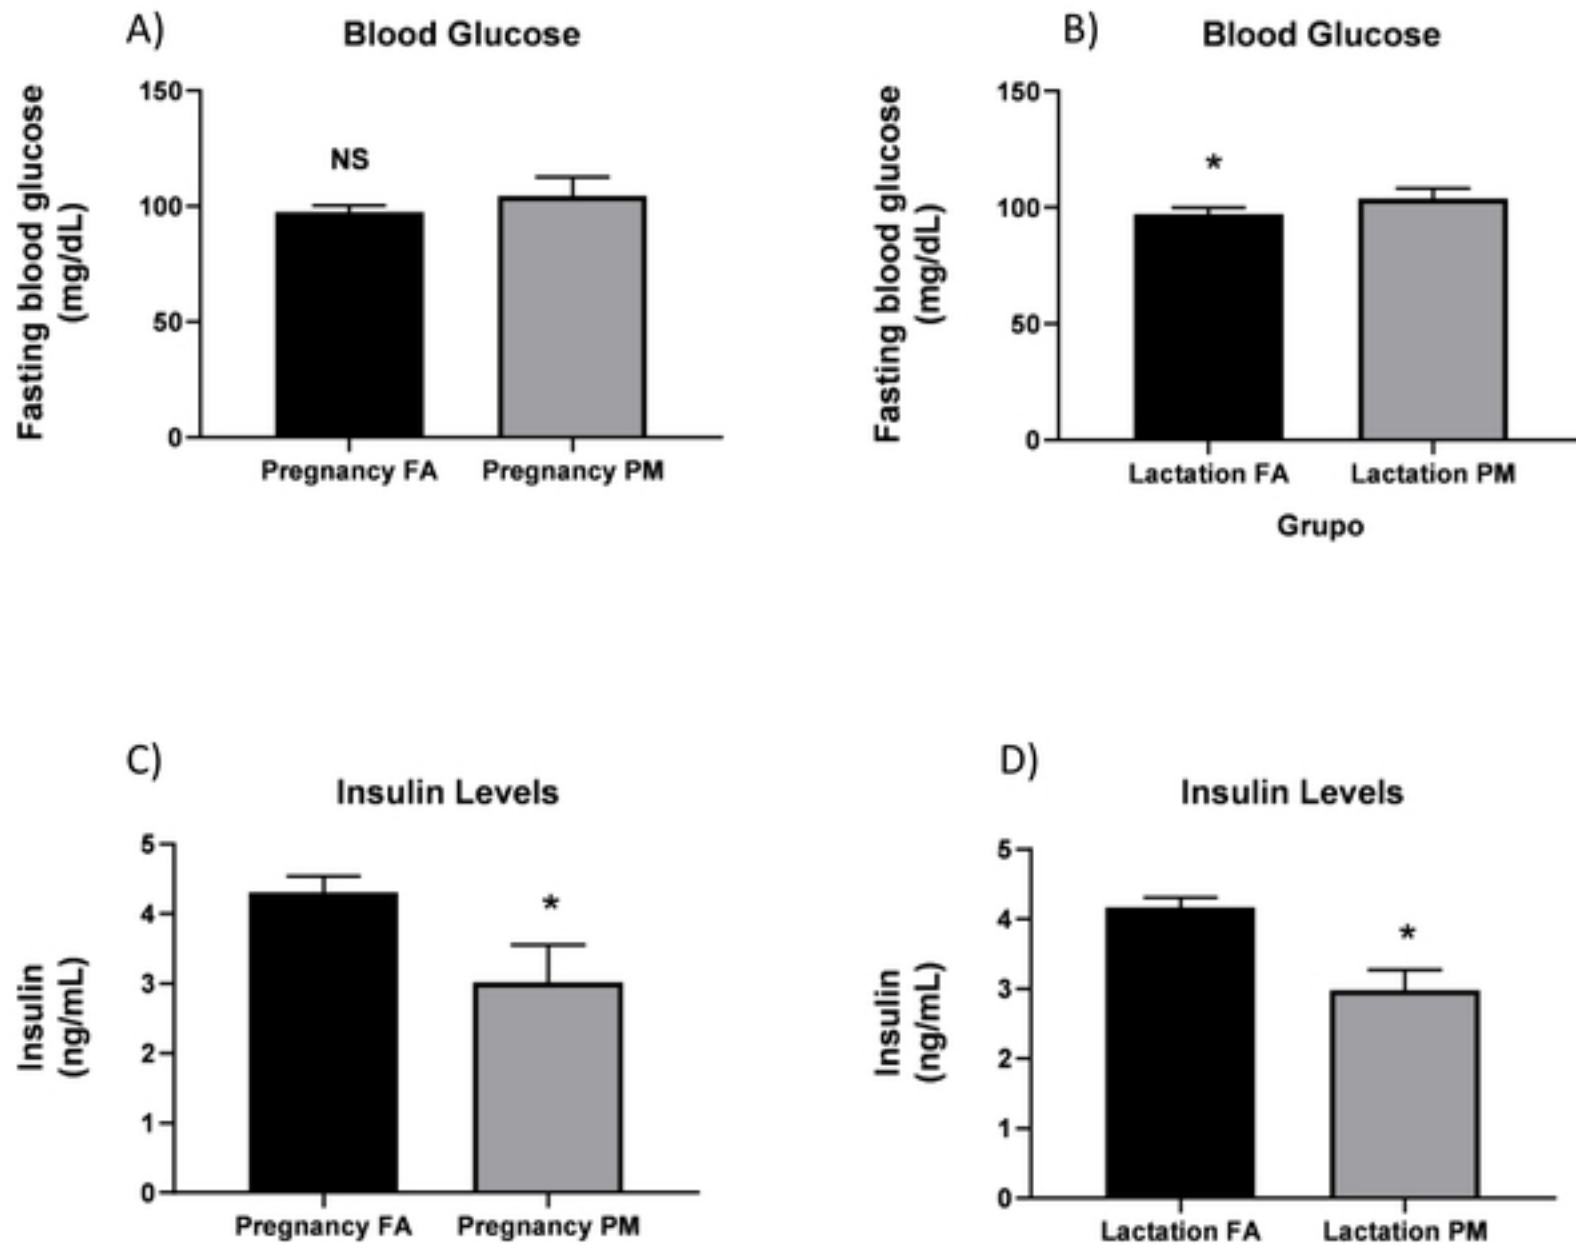 A)
Blood Glucose
Fasting blood glucose
(mg/dL)
150
100
50
0
NS
Pregnancy FA
Pregnancy PM
B)
Blood Glucose
Fasting blood glucose
(mg/dL)
150
100
50
0
*
Lactation FA
Lactation PM
Grupo
C)
Insulin Levels
Insulin
(ng/mL)
5
4
3
2
1
0
*
Pregnancy FA
Pregnancy PM
D)
Insulin Levels
Insulin
(ng/mL)
5
4
3
2
1
0
*
Lactation FA
Lactation PM